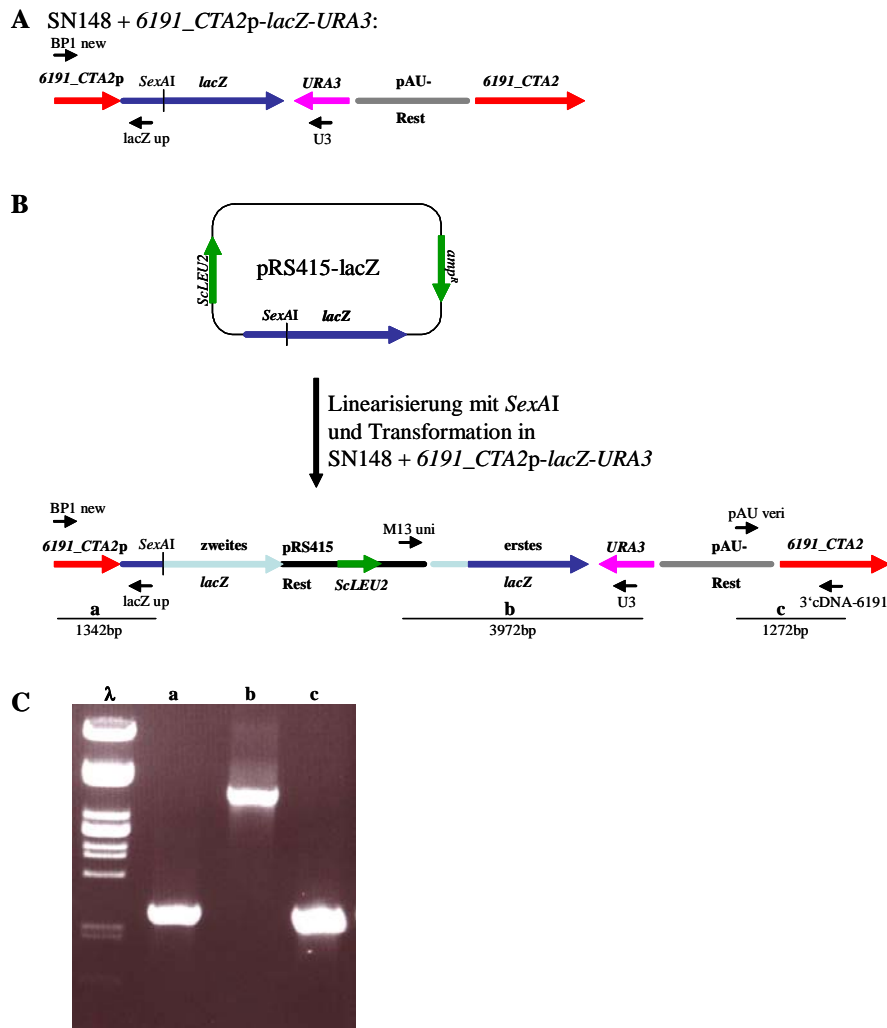 A SN148 + 6191_CTA2p-lacZ-URA3:
BP1 new
6191_CTA2p SexAI lacZ URA3 pAU- 6191_CTA2
lacZ up U3 Rest
B
ScLEU2 pRS415-lacZ ampR
SexAI lacZ
Linearisierung mit SexAI
und Transformation in
SN148 + 6191_CTA2p-lacZ-URA3
BP1 new M13 uni pAU veri
6191_CTA2p SexAI zweites pRS415 erstes URA3 pAU- 6191_CTA2
lacZ up lacZ Rest ScLEU2 lacZ U3 Rest 3'cDNA-6191
a b c
1342bp 3972bp 1272bp
C λ a b c